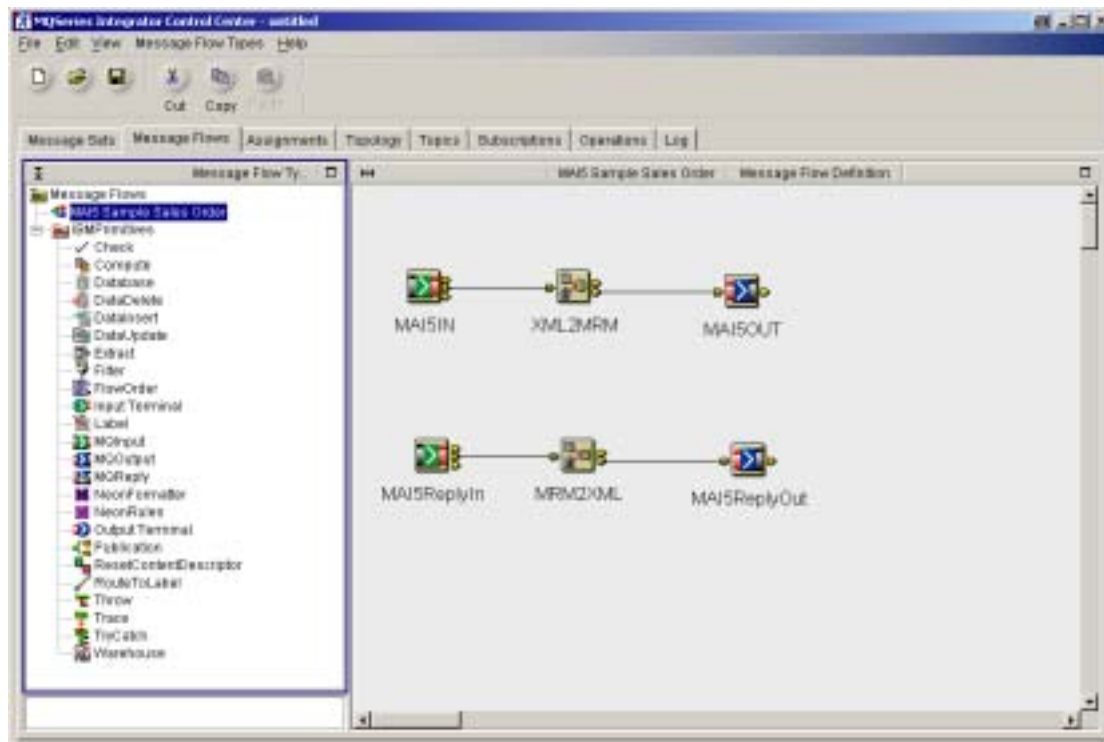 MQSeries Integrator Control Center - untitled
File Edit View Message Flow Types Help
Cut Copy
Message Sets Message Flows Assignments Topology Topics Subscriptions Operations Log
Message Flow Ty..
MAI5 Sample Sales Order Message Flow Definition
Message Flows
MAI5 Sample Sales Order
IBMPrimitives
Check
Compute
Database
DataDelete
DataInsert
DataUpdate
Extract
Filter
FlowOrder
Input Terminal
Label
MQInput
MQOutput
MQReply
NeonFormatter
NeonRules
Output Terminal
Publication
ResetContentDescriptor
RouteToLabel
Throw
Trace
TryCatch
Warehouse
MAI5IN XML2MRM MAI5OUT
MAI5ReplyIn MRM2XML MAI5ReplyOut